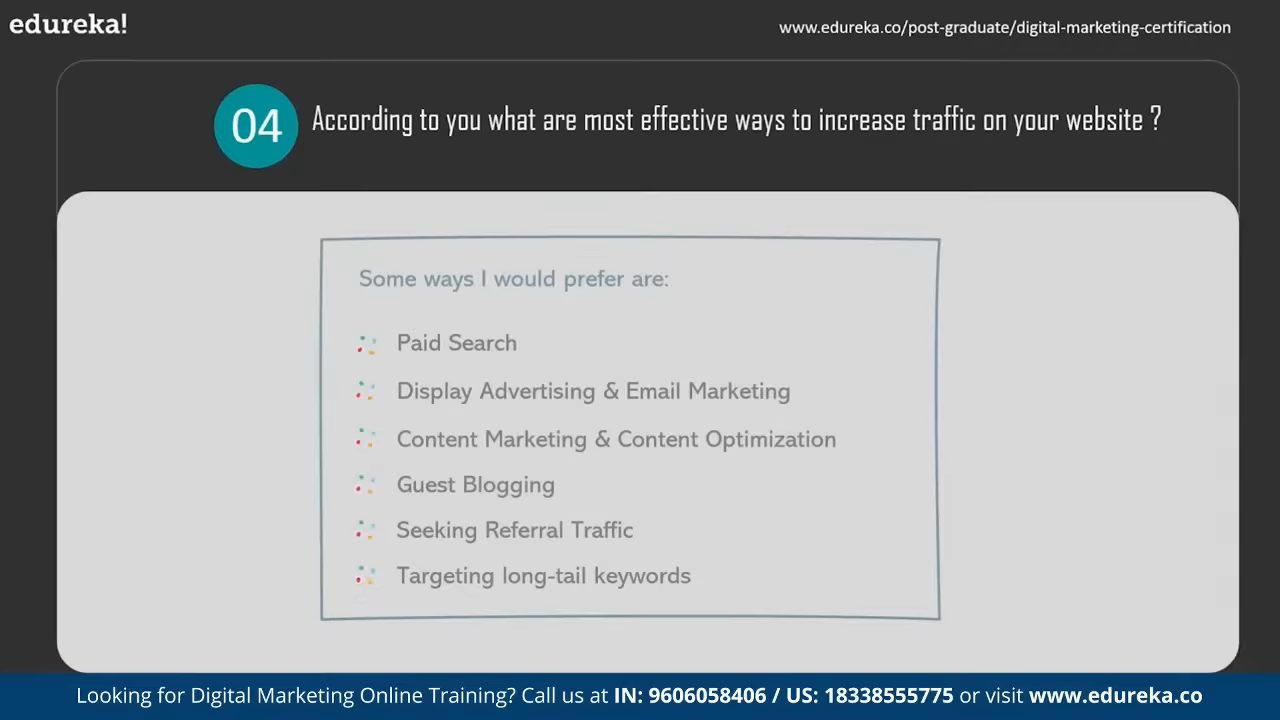 edureka!
www.edureka.co/post-graduate/digital-marketing-certification
04
According to you what are most effective ways to increase traffic on your website ?
Some ways I would prefer are:
Paid Search
Display Advertising & Email Marketing
Content Marketing & Content Optimization
Guest Blogging
Seeking Referral Traffic
Targeting long-tail keywords
Looking for Digital Marketing Online Training? Call us at IN: 9606058406 / US: 18338555775 or visit www.edureka.co